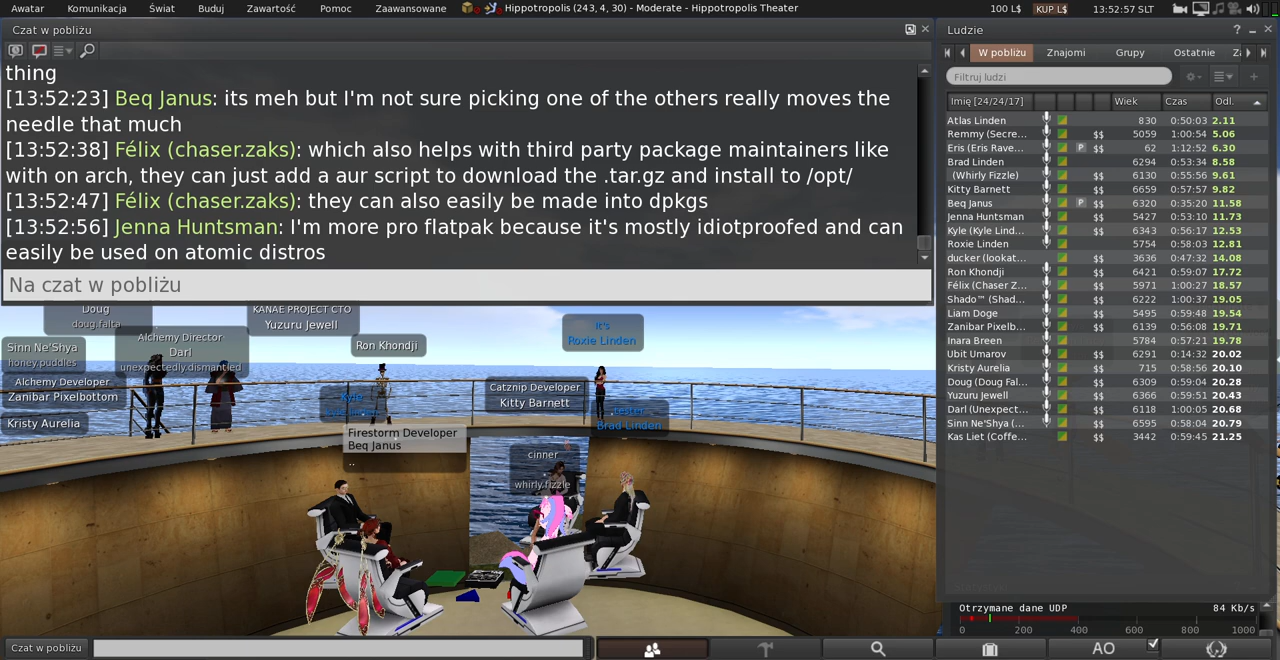 Awatar Komunikacja Świat Buduj Zawartość Pomoc Zaawansowane Hippotropolis (243, 4, 30) - Moderate - Hippotropolis Theater 100 L$ KUP L$ 13:52:57 SLT
Czat w pobliżu
thing
[13:52:23] Beq Janus: its meh but I'm not sure picking one of the others really moves the
needle that much
[13:52:38] Félix (chaser.zaks): which also helps with third party package maintainers like
with on arch, they can just add a aur script to download the .tar.gz and install to /opt/
[13:52:47] Félix (chaser.zaks): they can also easily be made into dpkgs
[13:52:56] Jenna Huntsman: I'm more pro flatpak because it's mostly idiotproofed and can
easily be used on atomic distros
Na czat w pobliżu
Doug
doug.falta
KANAE PROJECT CTO
Yuzuru Jewell
Alchemy Director
Darl
unexpectedly.dismantled
Sinn Ne'Shya
honey.puddles
Ron Khondji
it's
Roxie Linden
Alchemy Developer
Zanibar Pixelbottom
Catznip Developer
Kitty Barnett
Kyle
Kristy Aurelia
tester
Brad Linden
Firestorm Developer
Beq Janus
..
cinner
whirly.fizzle
Ludzie
W pobliżu Znajomi Grupy Ostatnie
Filtruj ludzi
Imię [24/24/17] Wiek Czas Odl.
Atlas Linden 830 0:50:03 2.11
Remmy (Secre... $$ 5059 1:00:54 5.06
Eris (Eris Rave... P $$ 62 1:12:52 6.30
Brad Linden 6294 0:53:34 8.58
(Whirly Fizzle) $$ 6130 0:55:56 9.61
Kitty Barnett $$ 6659 0:57:57 9.82
Beq Janus P $$ 6320 0:35:20 11.58
Jenna Huntsman $$ 5427 0:53:10 11.73
Kyle (Kyle Lind... $$ 6343 0:56:17 12.53
Roxie Linden 5754 0:58:03 12.81
ducker (lookat... $$ 3636 0:47:32 14.08
Ron Khondji $$ 6421 0:59:07 17.72
Félix (Chaser Z... $$ 5971 1:00:27 18.57
Shado™ (Shad... $$ 6222 1:00:37 19.05
Liam Doge $$ 5495 0:59:48 19.54
Zanibar Pixelb... $$ 6139 0:56:08 19.71
Inara Breen 5784 0:57:21 19.78
Ubit Umarov $$ 6291 0:14:32 20.02
Kristy Aurelia $$ 715 0:58:56 20.10
Doug (Doug Fal... $$ 6309 0:59:04 20.28
Yuzuru Jewell $$ 6366 0:59:51 20.43
Darl (Unexpect... $$ 6118 1:00:05 20.68
Sinn Ne'Shya (... $$ 6595 0:58:04 20.79
Kas Liet (Coffe... $$ 3442 0:59:45 21.25
Otrzymane dane UDP 84 Kb/s
0 200 400 600 800 1000
Czat w pobliżu AO